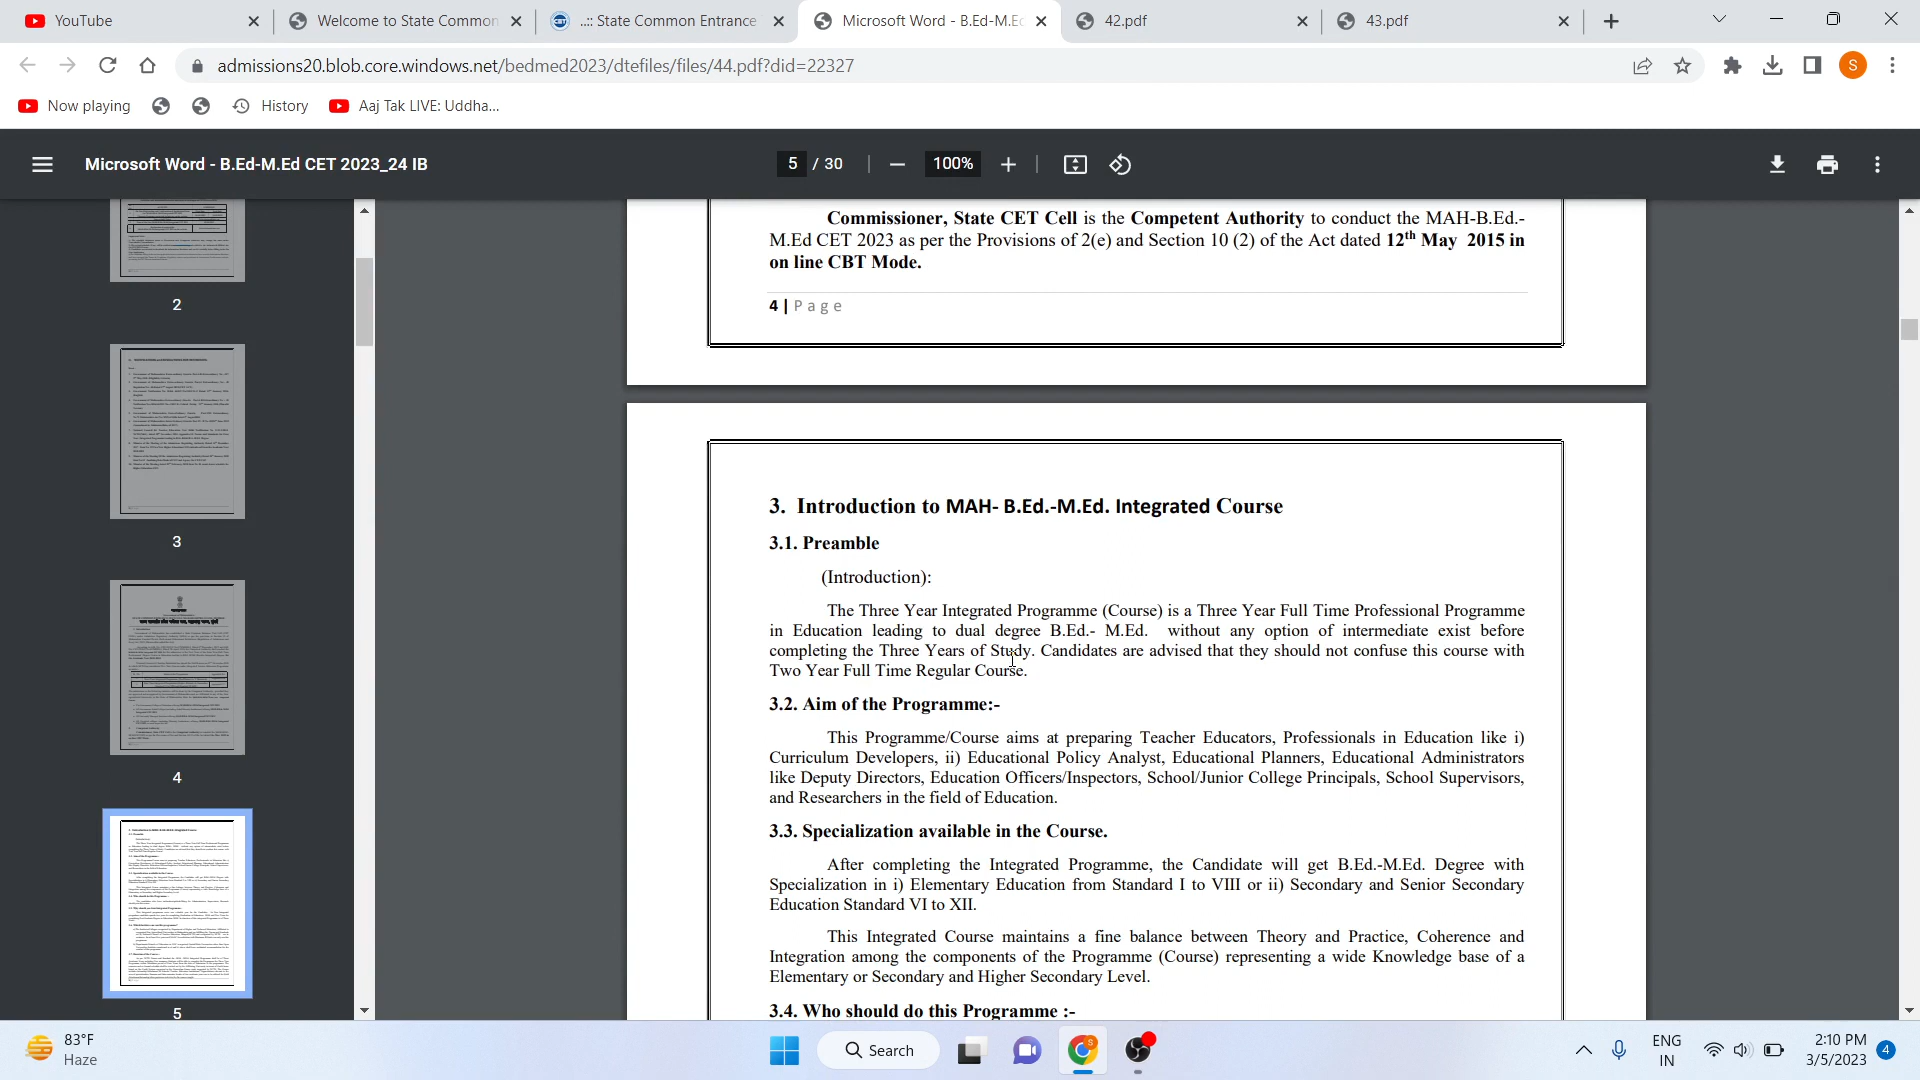 YouTube
Welcome to State Common
..:: State Common Entrance
Microsoft Word - B.Ed-M.Ec
42.pdf
43.pdf
admissions20.blob.core.windows.net/bedmed2023/dtefiles/files/44.pdf?did=22327
S
Now playing
History
Aaj Tak LIVE: Uddha...
Microsoft Word - B.Ed-M.Ed CET 2023_24 IB
5 / 30
100%
2
3
4
5
Commissioner, State CET Cell is the Competent Authority to conduct the MAH-B.Ed.-
M.Ed CET 2023 as per the Provisions of 2(e) and Section 10 (2) of the Act dated 12th May 2015 in
on line CBT Mode.
4 | Page
3. Introduction to MAH- B.Ed.-M.Ed. Integrated Course
3.1. Preamble
(Introduction):
The Three Year Integrated Programme (Course) is a Three Year Full Time Professional Programme
in Education leading to dual degree B.Ed.- M.Ed. without any option of intermediate exist before
completing the Three Years of Study. Candidates are advised that they should not confuse this course with
Two Year Full Time Regular Course.
3.2. Aim of the Programme:-
This Programme/Course aims at preparing Teacher Educators, Professionals in Education like i)
Curriculum Developers, ii) Educational Policy Analyst, Educational Planners, Educational Administrators
like Deputy Directors, Education Officers/Inspectors, School/Junior College Principals, School Supervisors,
and Researchers in the field of Education.
3.3. Specialization available in the Course.
After completing the Integrated Programme, the Candidate will get B.Ed.-M.Ed. Degree with
Specialization in i) Elementary Education from Standard I to VIII or ii) Secondary and Senior Secondary
Education Standard VI to XII.
This Integrated Course maintains a fine balance between Theory and Practice, Coherence and
Integration among the components of the Programme (Course) representing a wide Knowledge base of a
Elementary or Secondary and Higher Secondary Level.
3.4. Who should do this Programme :-
83°F
Haze
Search
ENG
IN
2:10 PM
3/5/2023
4